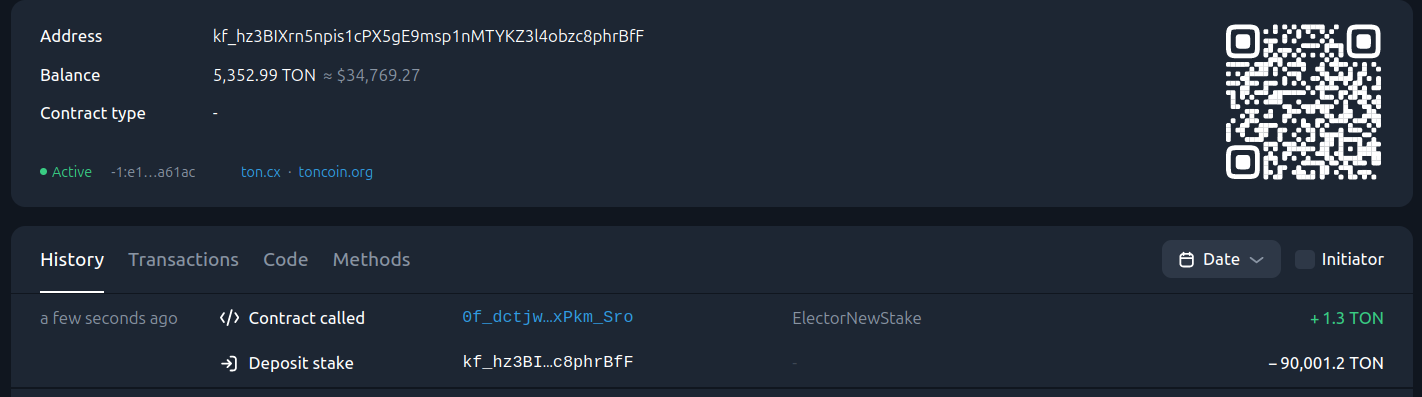 Address kf_hz3BIXrn5npis1cPX5gE9msp1nMTYKZ3l4obzc8phrBfF
Balance 5,352.99 TON ≈ $34,769.27
Contract type -
Active -1:e1…a61ac ton.cx · toncoin.org
History Transactions Code Methods Date Initiator
a few seconds ago Contract called 0f_dctjw…xPkm_Sro ElectorNewStake + 1.3 TON
Deposit stake kf_hz3BI…c8phrBfF - − 90,001.2 TON